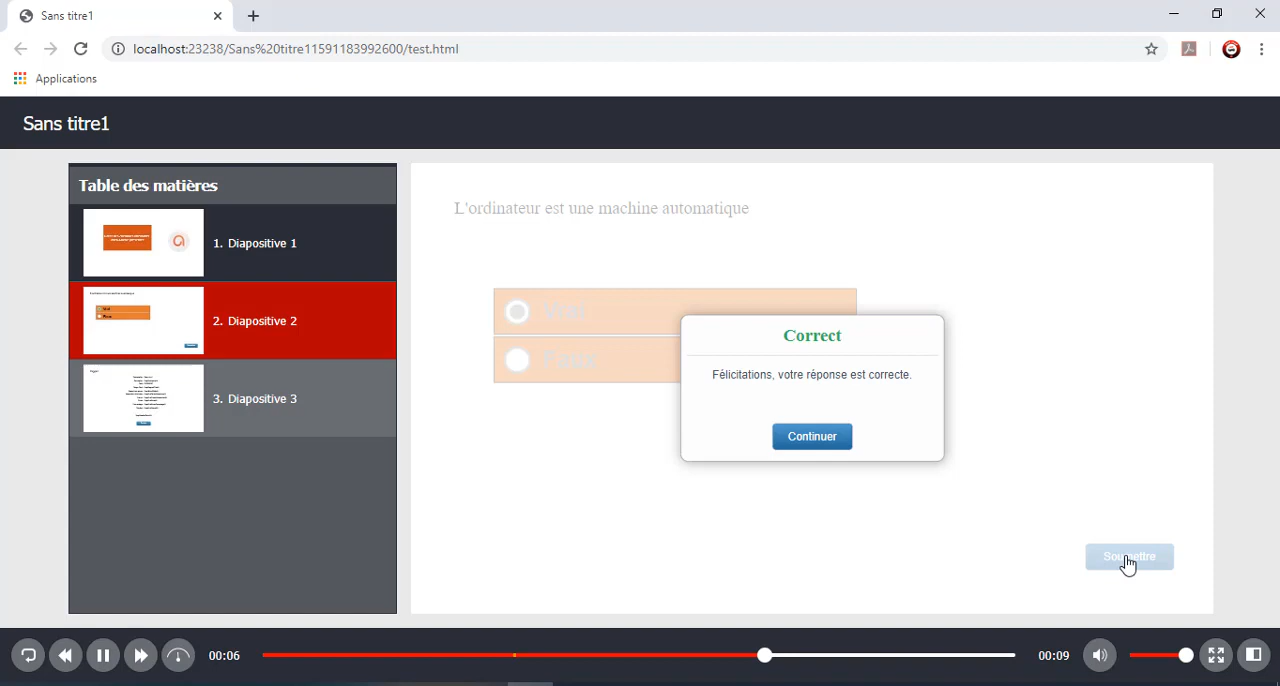 Sans titre1
localhost:23238/Sans%20titre11591183992600/test.html
Applications
Sans titre1
Table des matières
1. Diapositive 1
2. Diapositive 2
3. Diapositive 3
L'ordinateur est une machine automatique
Vrai
Faux
Correct
Félicitations, votre réponse est correcte.
Continuer
Soumettre
00:06
00:09